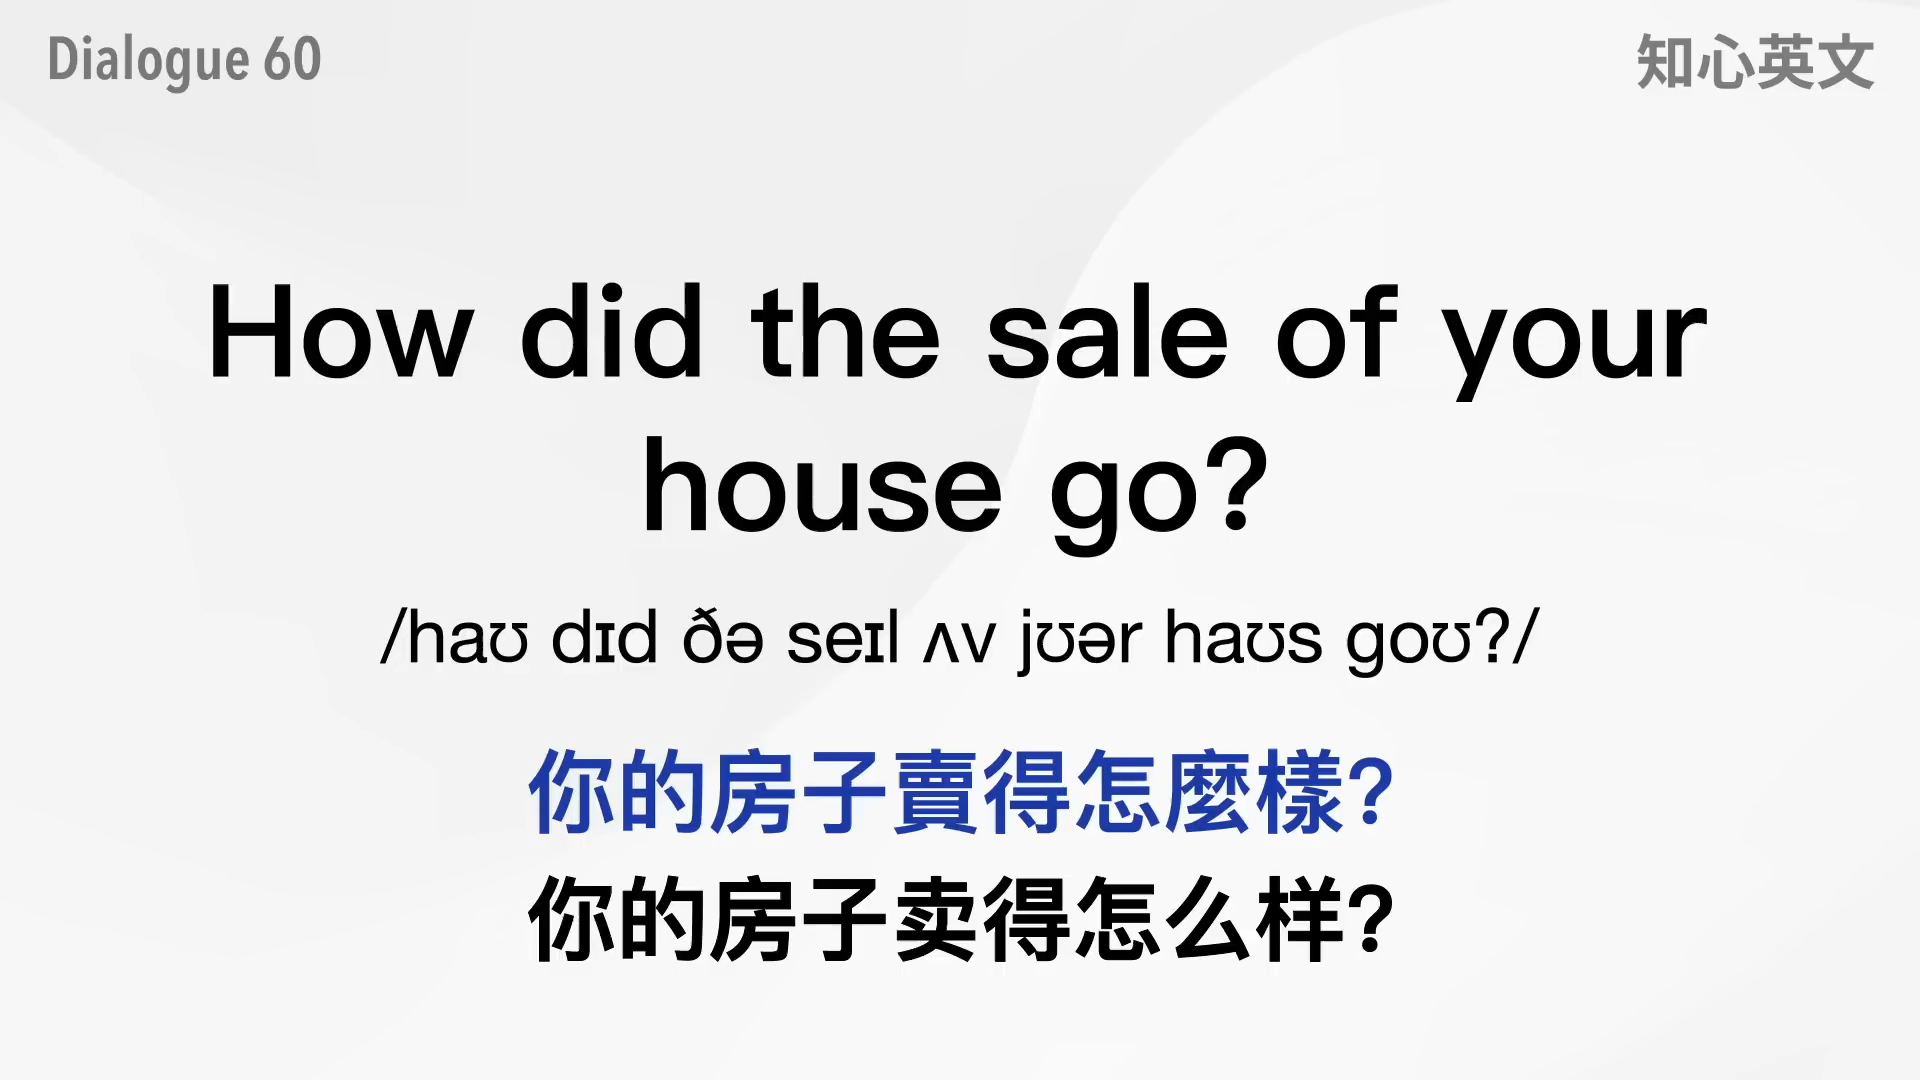 Dialogue 60
知心英文
How did the sale of your
house go?
/haʊ dɪd ðə seɪl ʌv jʊər haʊs goʊ?/
你的房子賣得怎麼樣?
你的房子卖得怎么样?